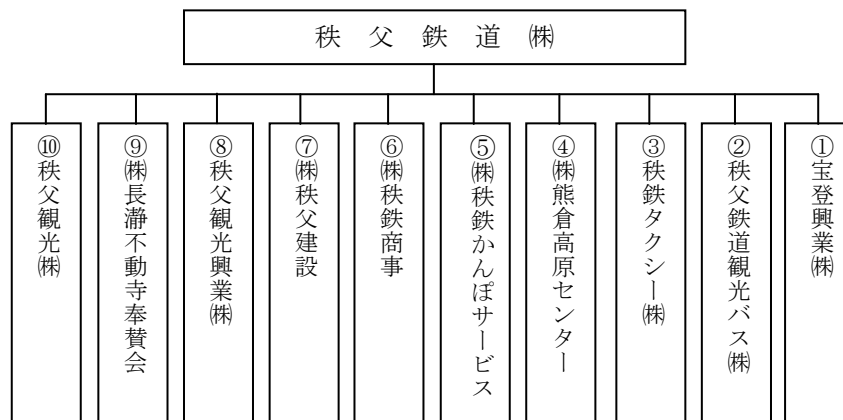 秩父鉄道㈱
①宝登興業㈱
②秩父鉄道観光バス㈱
③秩鉄タクシー㈱
④㈱熊倉高原センター
⑤㈱秩鉄かんぽサービス
⑥㈱秩鉄商事
⑦㈱秩父建設
⑧秩父観光興業㈱
⑨㈱長瀞不動寺奉賛会
⑩秩父観光㈱